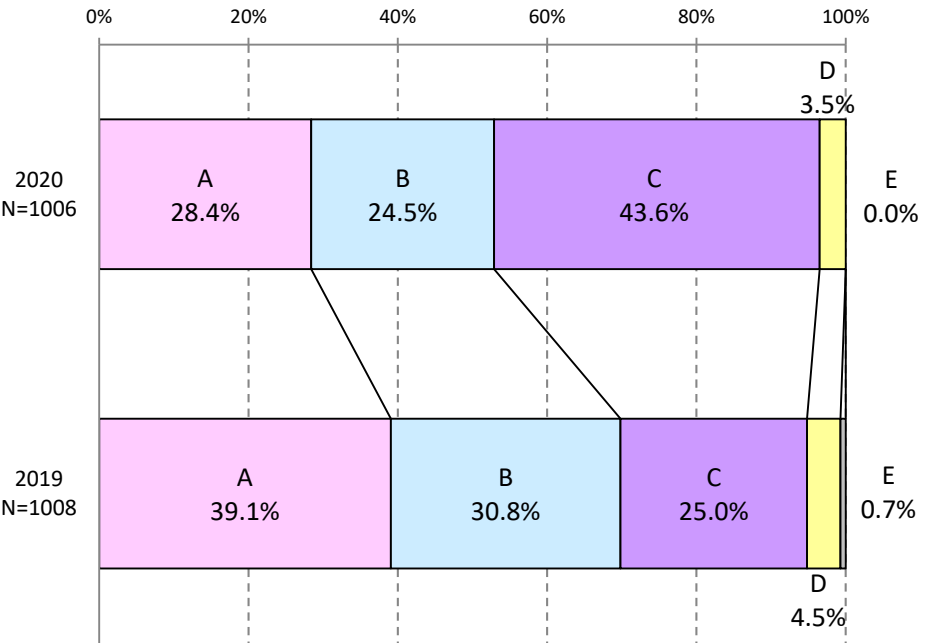 0% 20% 40% 60% 80% 100%
D
3.5%
2020
N=1006
A
28.4%
B
24.5%
C
43.6%
E
0.0%
2019
N=1008
A
39.1%
B
30.8%
C
25.0%
E
0.7%
D
4.5%